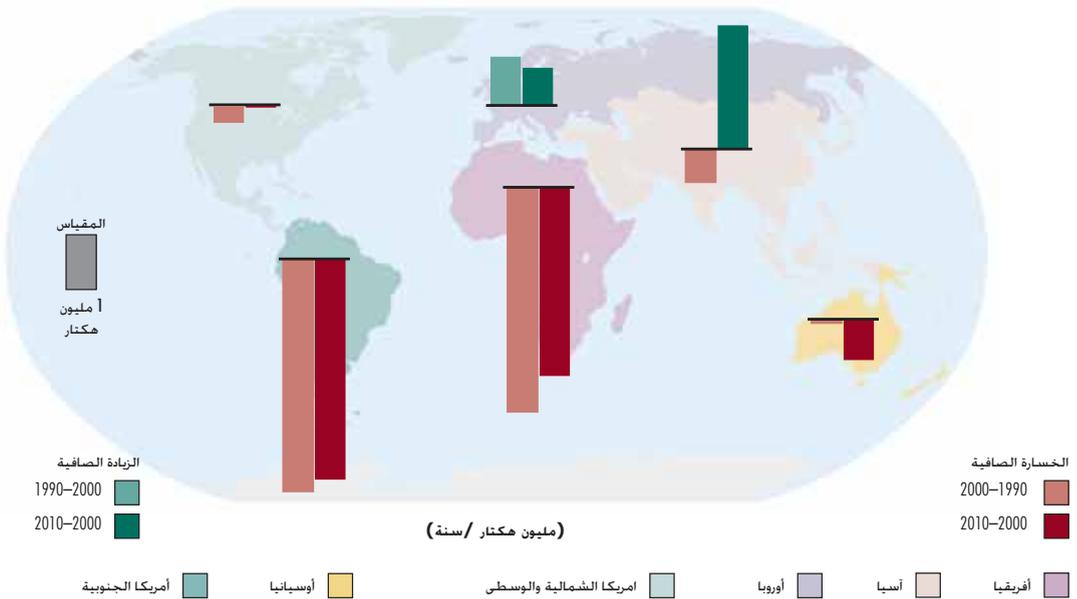 المقياس
1 مليون
هكتار
الخسارة الصافية
2000–1990
2010–2000
الزيادة الصافية
1990–2000
2010–2000
(مليون هكتار /سنة)
أفريقيا
آسيا
أوروبا
امريكا الشمالية والوسطى
أوسيانيا
أمريكا الجنوبية